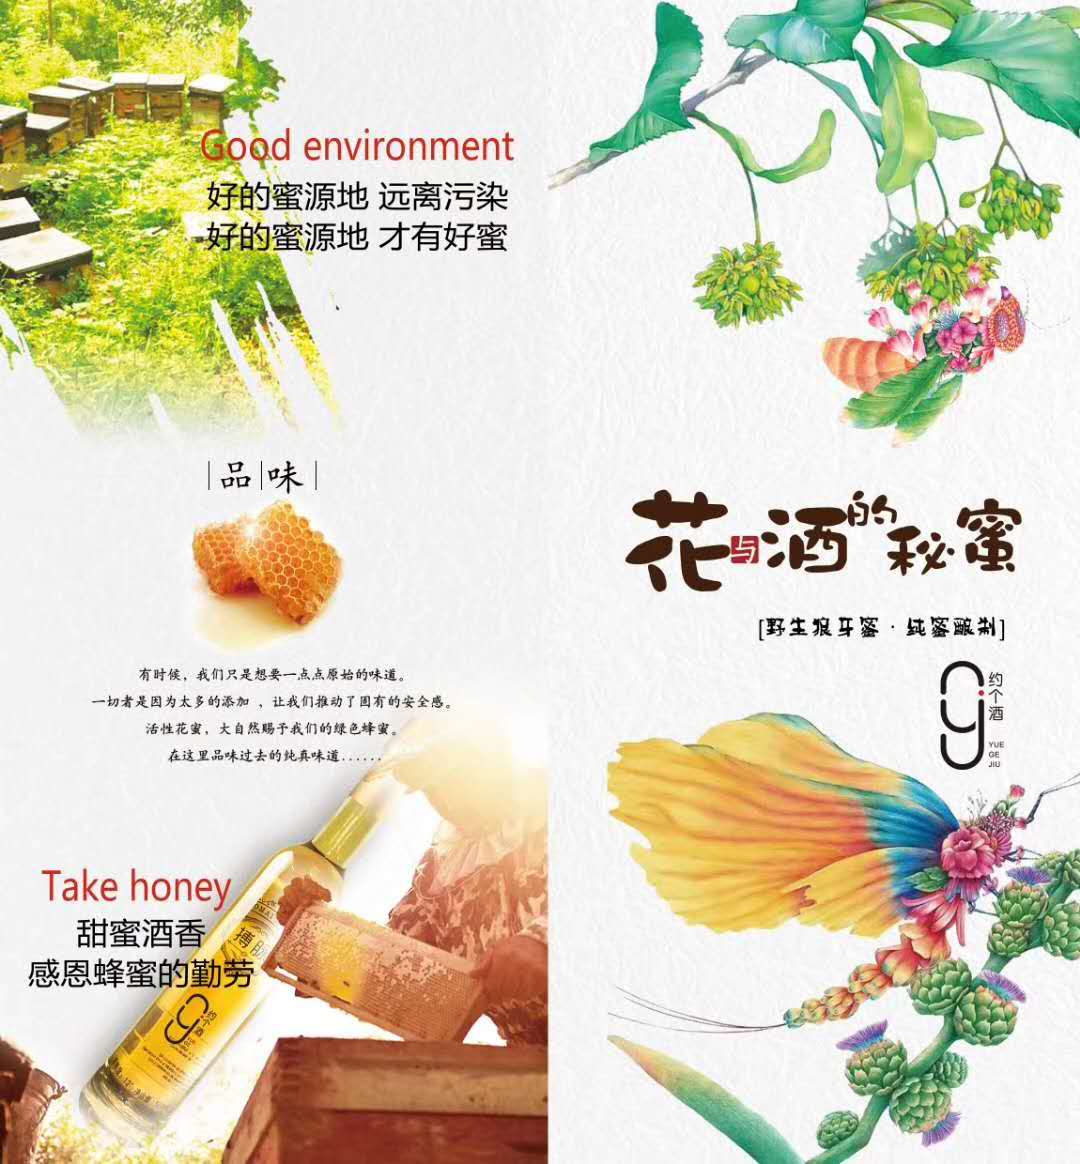 Good environment
好的蜜源地 远离污染
好的蜜源地 才有好蜜
品味
有时候，我们只是想要一点点原始的味道。
一切者是因为太多的添加 ，让我们推动了固有的安全感。
活性花蜜，大自然赐予我们的绿色蜂蜜。
在这里品味过去的纯真味道......
Take honey
甜蜜酒香
感恩蜂蜜的勤劳
约个酒
花与酒的秘蜜
[野生狼牙蜜·纯蜜酿制]
约个酒
YUE
GE
JIU